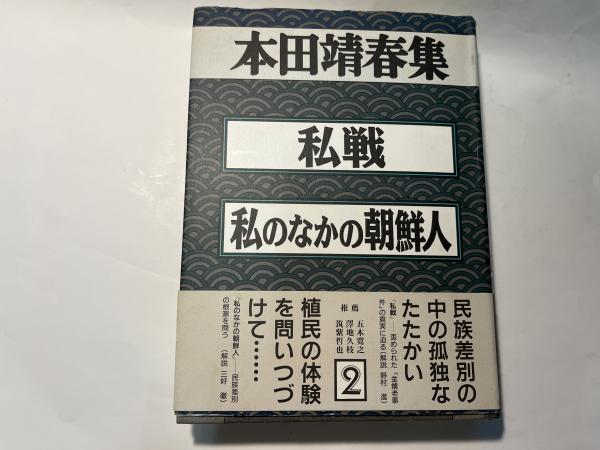 本田靖春集
私戦
私のなかの朝鮮人
民族差別の
中の孤独な
たたかい
『私戦』――歪められた「金嬉老事
件」の真実に迫る(解説 野村 進)
推薦
五木寛之
澤地久枝
筑紫哲也
2
植民の体験
を問いつづ
けて……
『私のなかの朝鮮人』――民族差別
の根源を問う (解説 三好 徹)